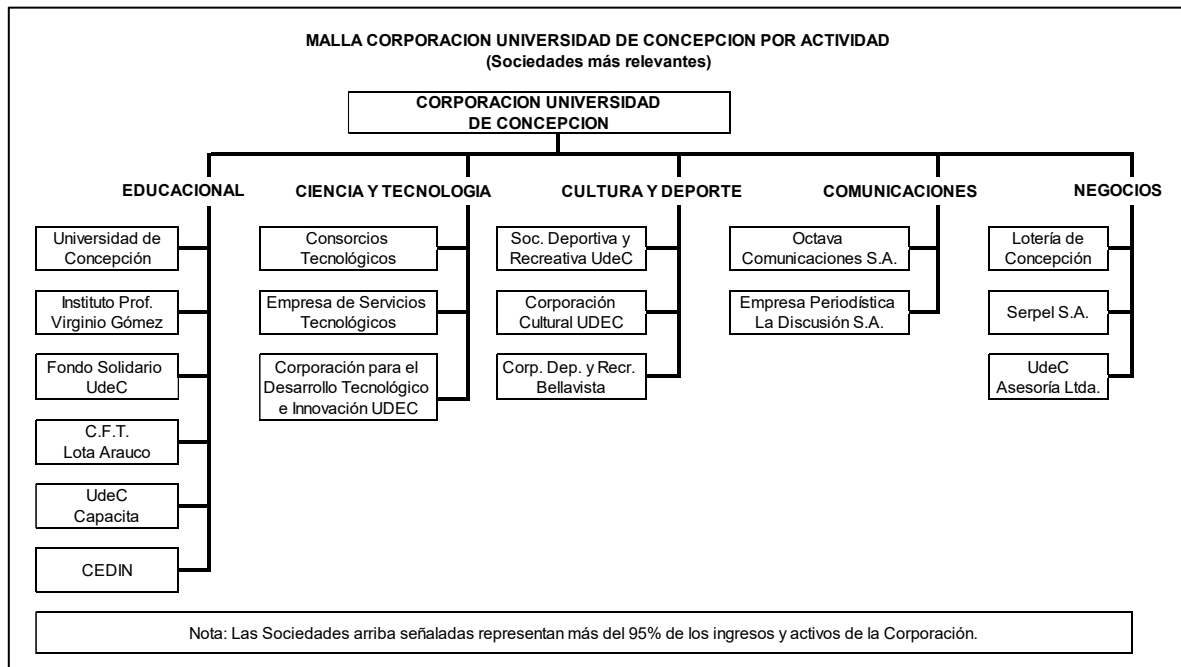 MALLA CORPORACION UNIVERSIDAD DE CONCEPCION POR ACTIVIDAD
(Sociedades más relevantes)
CORPORACION UNIVERSIDAD
DE CONCEPCION
EDUCACIONAL
Universidad de
Concepción
Instituto Prof.
Virginio Gómez
Fondo Solidario
UdeC
C.F.T.
Lota Arauco
UdeC
Capacita
CEDIN
CIENCIA Y TECNOLOGIA
Consorcios
Tecnológicos
Empresa de Servicios
Tecnológicos
Corporación para el
Desarrollo Tecnológico
e Innovación UDEC
CULTURA Y DEPORTE
Soc. Deportiva y
Recreativa UdeC
Corporación
Cultural UDEC
Corp. Dep. y Recr.
Bellavista
COMUNICACIONES
Octava
Comunicaciones S.A.
Empresa Periodística
La Discusión S.A.
NEGOCIOS
Lotería de
Concepción
Serpel S.A.
UdeC
Asesoría Ltda.
Nota: Las Sociedades arriba señaladas representan más del 95% de los ingresos y activos de la Corporación.